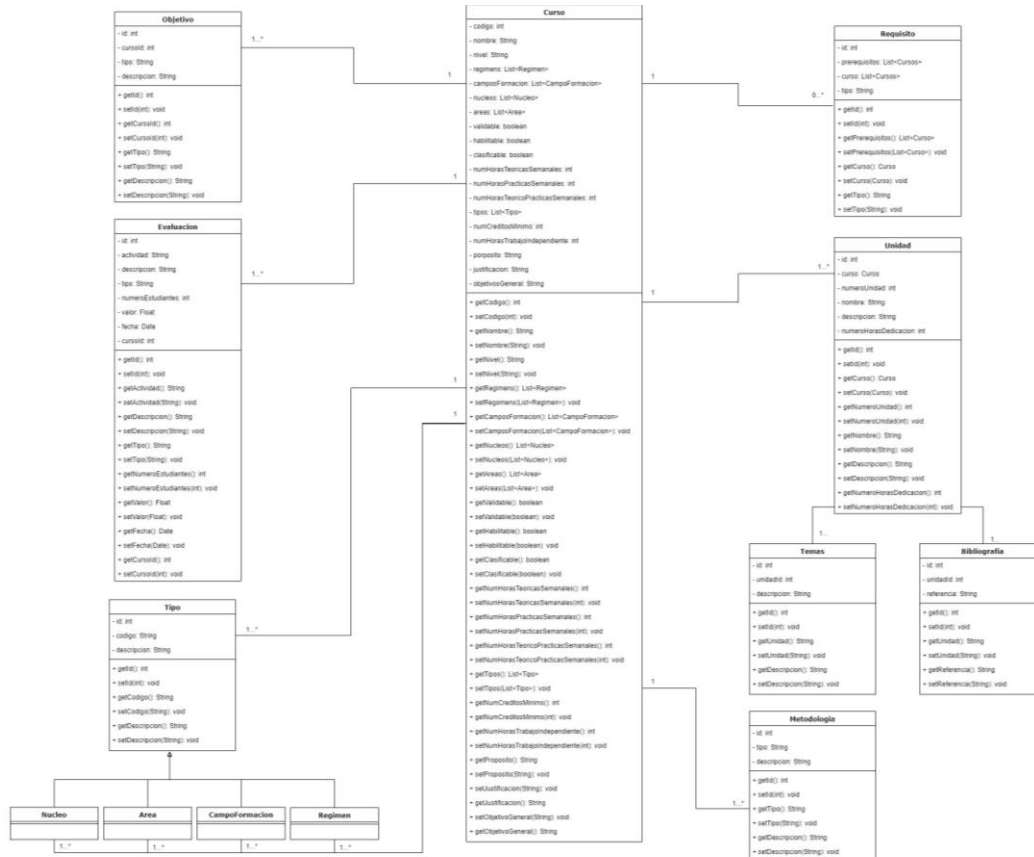 Objetivo
- id: int
- cursoId: int
- tipo: String
- descripcion: String
+ getId(): int
+ setId(int): void
+ getCursoId(): int
+ setCursoId(int): void
+ getTipo(): String
+ setTipo(String): void
+ getDescripcion(): String
+ setDescripcion(String): void
1...*
1
Evaluacion
- id: int
- actividad: String
- descripcion: String
- tipo: String
- numeroEstudiantes: int
- valor: Float
- fecha: Date
- cursoId: int
+ getId(): int
+ setId(int): void
+ getActividad(): String
+ setActividad(String): void
+ getDescripcion(): String
+ setDescripcion(String): void
+ getTipo(): String
+ setTipo(String): void
+ getNumeroEstudiantes(): int
+ setNumeroEstudiantes(int): void
+ getValor(): Float
+ setValor(Float): void
+ getFecha(): Date
+ setFecha(Date): void
+ getCursoId(): int
+ setCursoId(int): void
1
1...*
Tipo
- id: int
- codigo: String
- descripcion: String
+ getId(): int
+ setId(int): void
+ getCodigo(): String
+ setCodigo(String): void
+ getDescripcion(): String
+ setDescripcion(String): void
1
1...*
1
Nucleo
Área
CampoFormacion
Regimen
1...*
1...*
1...*
1...*
Curso
- codigo: int
- nombre: String
- nivel: String
- regimens: List<Regimen>
- camposFormacion: List<CampoFormacion>
- nucleos: List<Nucleo>
- areas: List<Area>
- validable: boolean
- habilitable: boolean
- clasificable: boolean
- numHorasTeoricasSemanales: int
- numHorasPracticasSemanales: int
- numHorasTeoricoPracticasSemanales: int
- tipos: List<Tipo>
- numCreditosMinimo: int
- numHorasTrabajoIndependiente: int
- porposito: String
- justificacion: String
- objetivosGeneral: String
+ getCodigo(): int
+ setCodigo(int): void
+ getNombre(): String
+ setNombre(String): void
+ getNivel(): String
+ setNivel(String): void
+ getRegimens(): List<Regimen>
+ setRegomens(List<Regimen>): void
+ getCamposFormacion(): List<CampoFormacion>
+ setCamposFormacion(List<CampoFormacion>): void
+ getNucleos(): List<Nucleo>
+ setNucleos(List<Nucleo>): void
+ getAreas(): List<Area>
+ setAreas(List<Area>): void
+ getValidable(): boolean
+ setValidable(boolean): void
+ getHabilitable(): boolean
+ setHabilitable(boolean): void
+ getClasificable(): boolean
+ setClasificable(boolean): void
+ getNumHorasTeoricasSemanales(): int
+ setNumHorasTeoricasSemanales(int): void
+ getNumHorasPracticasSemanales(): int
+ setNumHorasPracticasSemanales(int): void
+ getNumHorasTeoricoPracticasSemanales(): int
+ setNumHorasTeoricoPracticasSemanales(int): void
+ getTipos(): List<Tipo>
+ setTipos(List<Tipo>): void
+ getNumCreditosMinimo(): int
+ getNumCreditosMinimo(int): void
+ getNumHorasTrabajoIndependiente(): int
+ setNumHorasTrabajoIndependiente(int): void
+ getProposito(): String
+ setProposito(String): void
+ setJustificacion(String): void
+ getJustificacion(): String
+ setObjetivoGeneral(String): void
+ getObjetivoGeneral(): String
Requisito
- id: int
- prerequisitos: List<Cursos>
- curso: List<Cursos>
- tipo: String
+ getId(): int
+ setId(int): void
+ getPrerequisitos(): List<Curso>
+ setPrerequisitos(List<Curso>): void
+ getCurso(): Curso
+ setCurso(Curso): void
+ getTipo(): String
+ setTipo(String): void
1
0...*
Unidad
- id: int
- curso: Curso
- numeroUnidad: int
- nombre: String
- descripcion: String
- numeroHorasDedicacion: int
+ getId(): int
+ setId(int): void
+ getCurso(): Curso
+ setCurso(Curso): void
+ getNumeroUnidad(): int
+ setNumeroUnidad(int): void
+ getNombre(): String
+ setNombre(String): void
+ getDescripcion(): String
+ setDescripcion(String): void
+ getNumeroHorasDedicacion(): int
+ setNumeroHorasDedicacion(int): void
1...*
1
1...
1...
Temas
- id: int
- unidadId: int
- descripcion: String
+ getId(): int
+ setId(int): void
+ getUnidad(): String
+ setUnidad(String): void
+ getDescripcion(): String
+ setDescripcion(String): void
Bibliografia
- id: int
- unidadId: int
- referencia: String
+ getId(): int
+ setId(int): void
+ getUnidad(): String
+ setUnidad(String): void
+ getReferencia(): String
+ setReferencia(String): void
1
1...*
Metodologia
- id: int
- tipo: String
- descripcion: String
+ getId(): int
+ setId(int): void
+ getTipo(): String
+ setTipo(String): void
+ getDescripcion(): String
+ setDescripcion(String): void